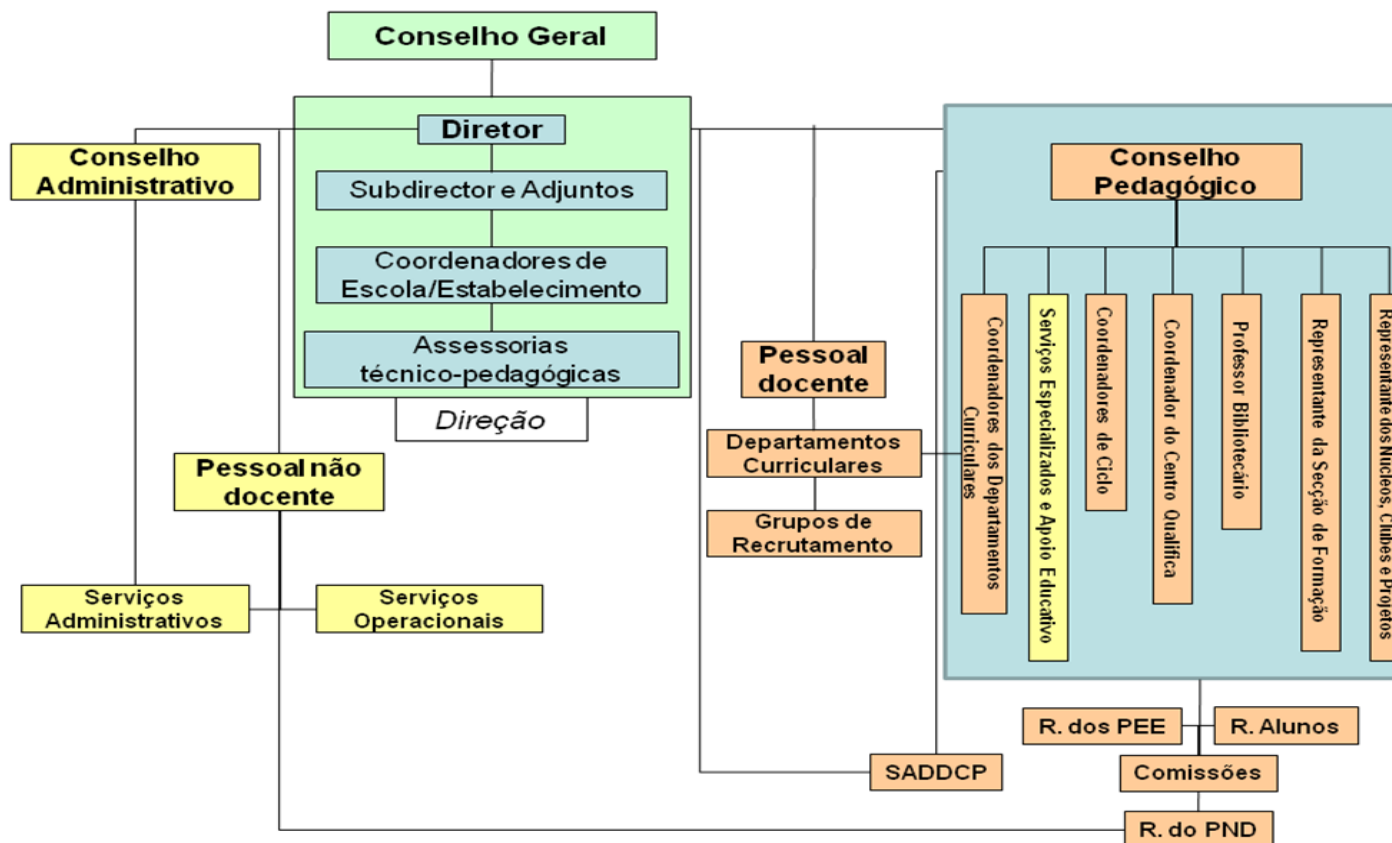 Conselho Geral
Diretor
Conselho
Administrativo
Subdirector e Adjuntos
Coordenadores de
Escola/Estabelecimento
Assessorias
técnico-pedagógicas
Direção
Pessoal não
docente
Serviços
Administrativos
Serviços
Operacionais
Pessoal
docente
Departamentos
Curriculares
Grupos de
Recrutamento
SADDCP
Conselho
Pedagógico
Coordenadores dos Departamentos
Curriculares
Serviços Especializados e Apoio Educativo
Coordenadores de Ciclo
Coordenador do Centro Qualifica
Professor Bibliotecário
Representante da Secção de Formação
Representante dos Núcleos, Clubes e Projetos
R. dos PEE
R. Alunos
Comissões
R. do PND